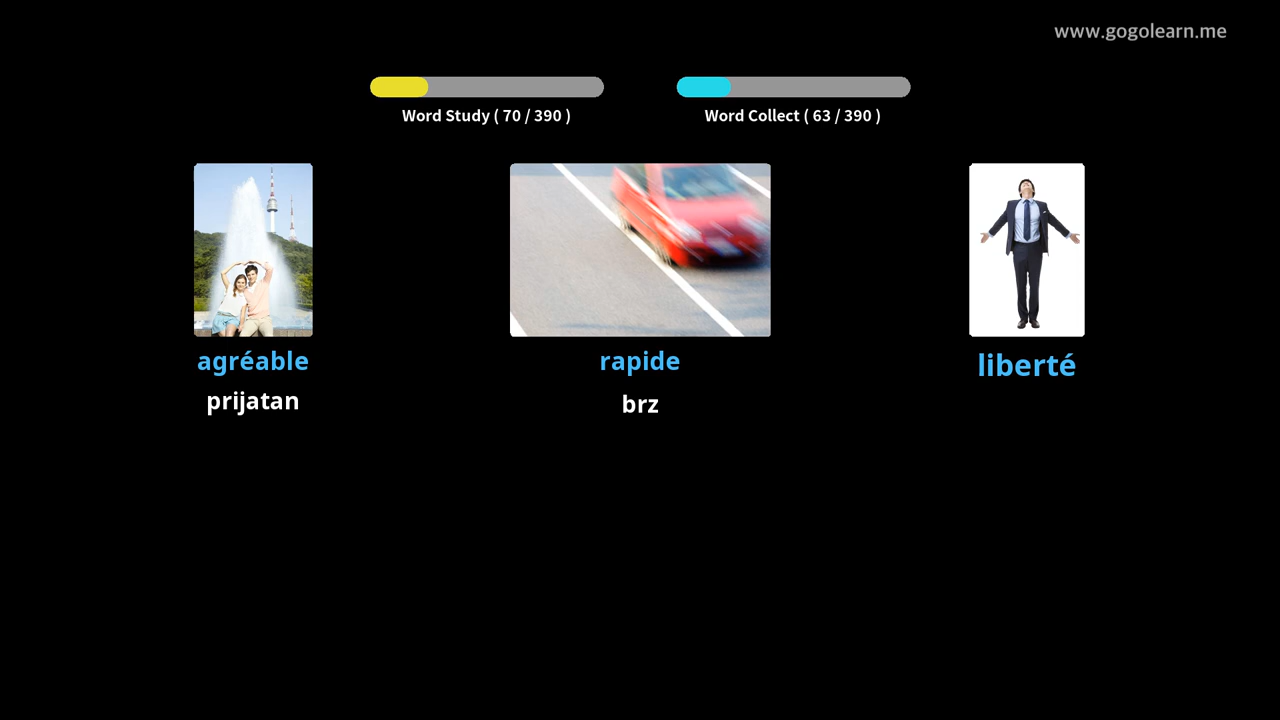 www.gogolearn.me
Word Study ( 70 / 390 )
Word Collect ( 63 / 390 )
agréable
prijatan
rapide
brz
liberté